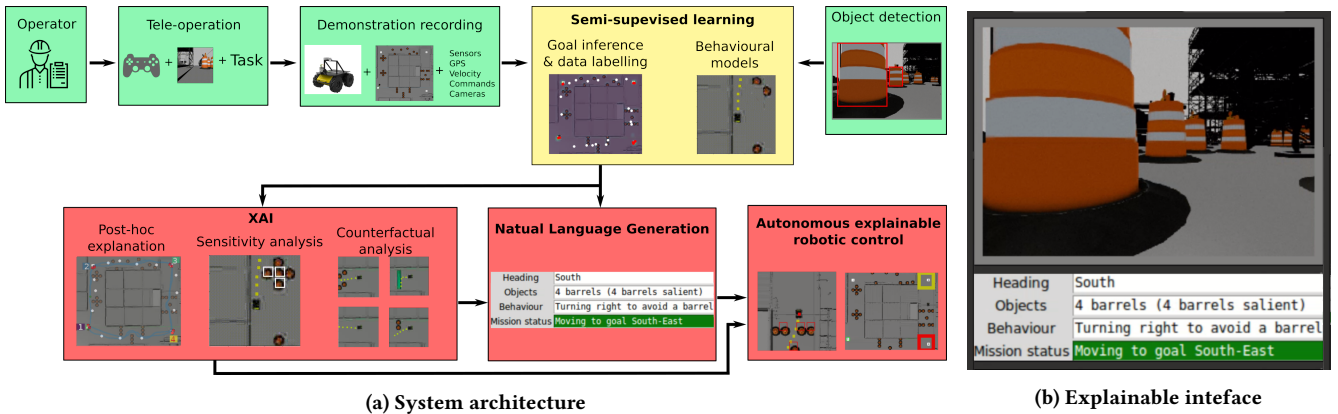 Operator
Tele-operation
+
+ Task
Demonstration recording
+
+
Sensors
GPS
Velocity
Commands
Cameras
Semi-supevised learning
Goal inference
& data labelling
Behavioural
models
Object detection
XAI
Post-hoc
explanation
Sensitivity analysis
Counterfactual
analysis
Natual Language Generation
Heading South
Objects 4 barrels (4 barrels salient)
Behaviour Turning right to avoid a barrel
Mission status Moving to goal South-East
Autonomous explainable
robotic control
(a) System architecture
Heading South
Objects 4 barrels (4 barrels salient)
Behaviour Turning right to avoid a barrel
Mission status Moving to goal South-East
(b) Explainable inteface